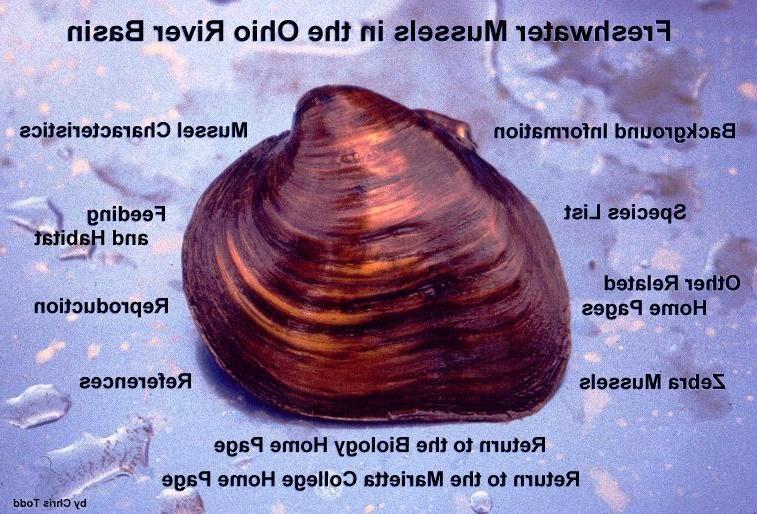 Freshwater Mussels in the Ohio River Basin
Background Information
Mussel Characteristics
Species List
Feeding
and Habitat
Other Related
Home Pages
Reproduction
Zebra Mussels
References
Return to the Biology Home Page
Return to the Marietta College Home Page
by Chris Todd